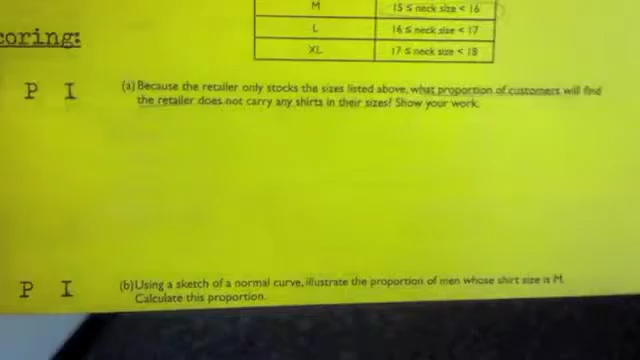 M 15 ≤ neck size < 16
L 16 ≤ neck size < 17
XL 17 ≤ neck size < 18
coring:
P I (a) Because the retailer only stocks the sizes listed above, what proportion of customers will find
the retailer does not carry any shirts in their sizes? Show your work.
P I (b) Using a sketch of a normal curve, illustrate the proportion of men whose shirt size is M.
Calculate this proportion.